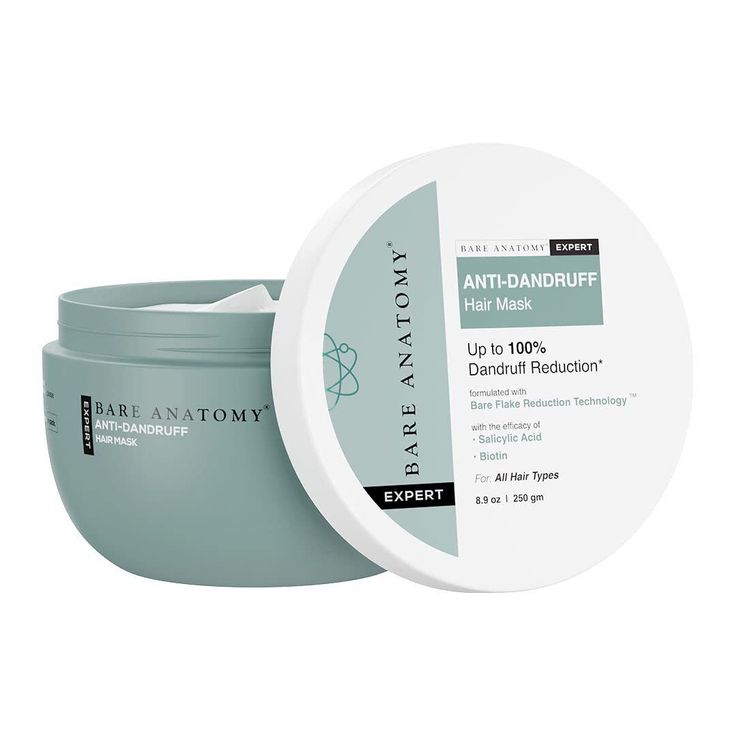 BARE ANATOMY® EXPERT
ANTI-DANDRUFF
Hair Mask
Up to 100%
Dandruff Reduction*
formulated with
Bare Flake Reduction Technology ™
with the efficacy of
· Salicylic Acid
· Biotin
For: All Hair Types
8.9 oz | 250 gm
BARE ANATOMY®
EXPERT
EXPERT
BARE ANATOMY®
ANTI-DANDRUFF
HAIR MASK